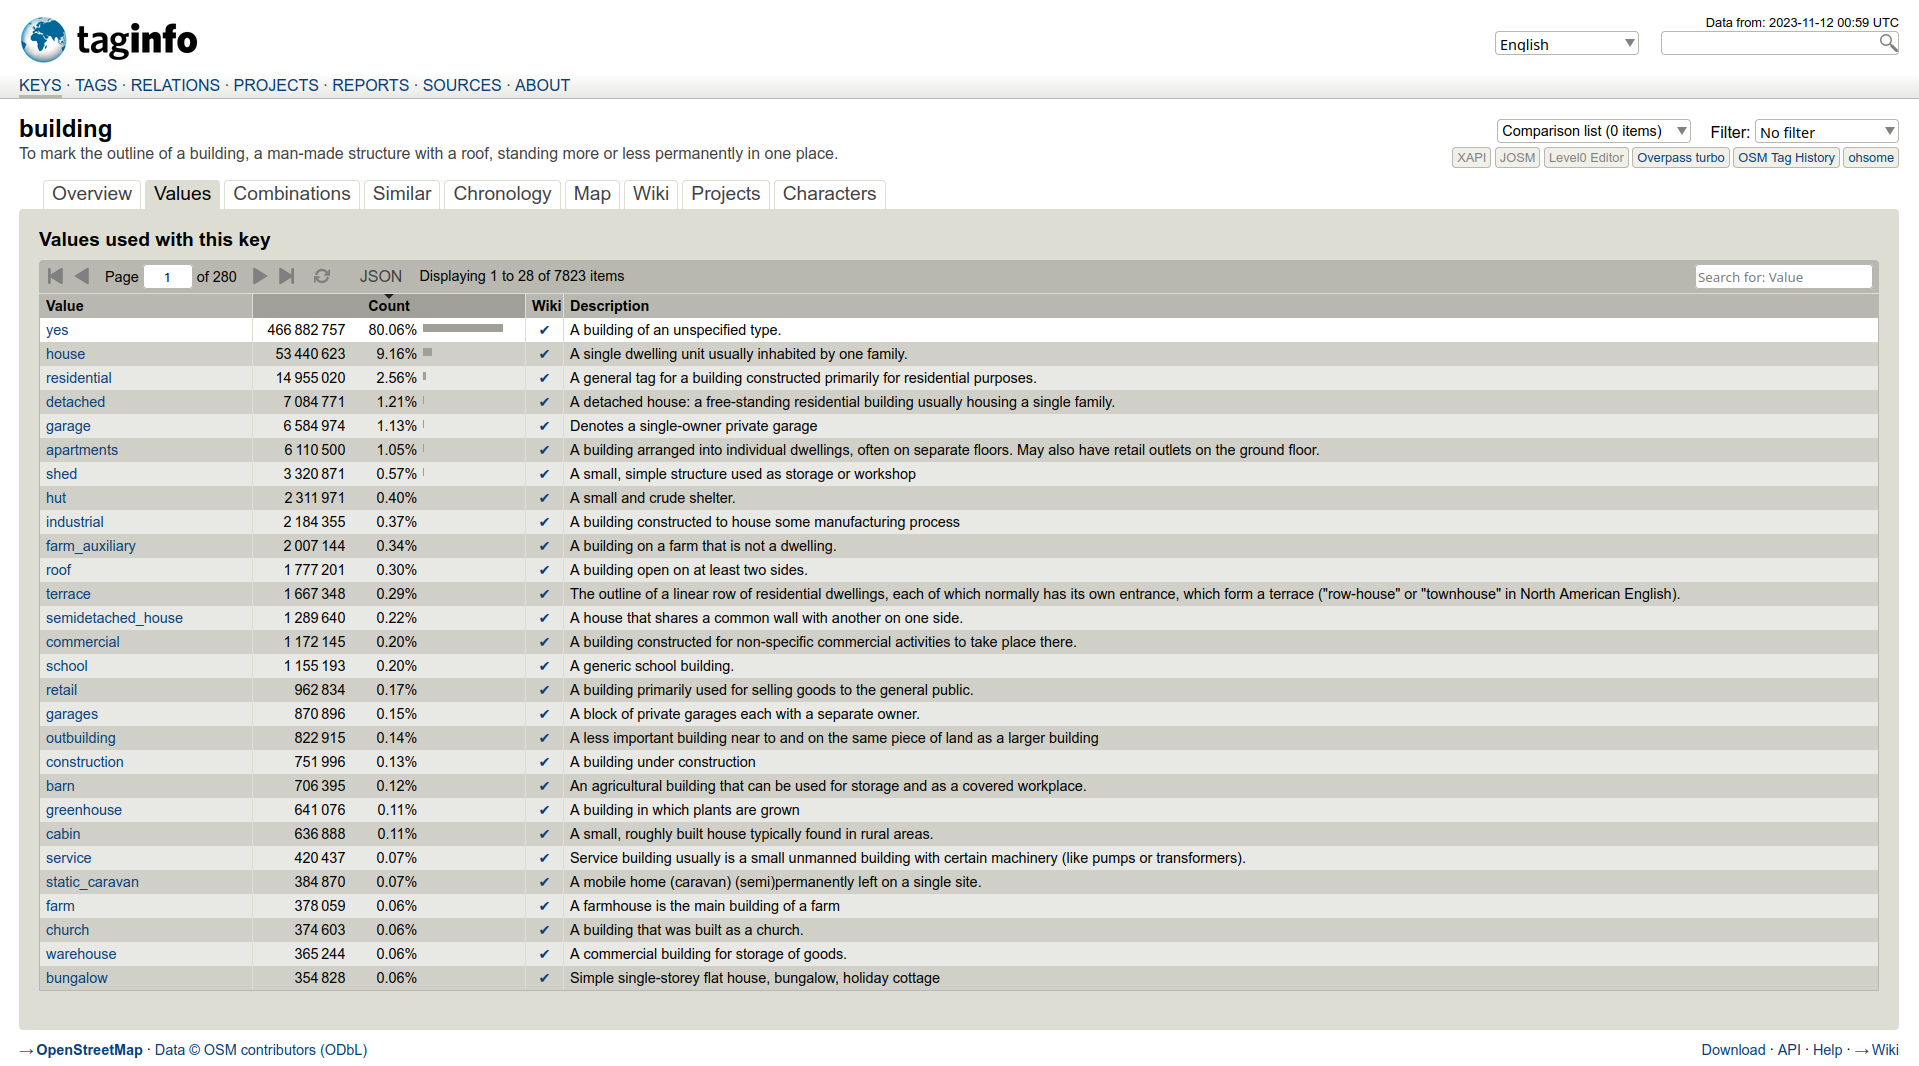 taginfo
Data from: 2023-11-12 00:59 UTC
English
KEYS · TAGS · RELATIONS · PROJECTS · REPORTS · SOURCES · ABOUT
building
To mark the outline of a building, a man-made structure with a roof, standing more or less permanently in one place.
Comparison list (0 items) Filter: No filter
XAPI JOSM Level0 Editor Overpass turbo OSM Tag History ohsome
Overview Values Combinations Similar Chronology Map Wiki Projects Characters
Values used with this key
Page 1 of 280 JSON Displaying 1 to 28 of 7823 items Search for: Value
Value Count Wiki Description
yes 466 882 757 80.06% ✔ A building of an unspecified type.
house 53 440 623 9.16% ✔ A single dwelling unit usually inhabited by one family.
residential 14 955 020 2.56% ✔ A general tag for a building constructed primarily for residential purposes.
detached 7 084 771 1.21% ✔ A detached house: a free-standing residential building usually housing a single family.
garage 6 584 974 1.13% ✔ Denotes a single-owner private garage
apartments 6 110 500 1.05% ✔ A building arranged into individual dwellings, often on separate floors. May also have retail outlets on the ground floor.
shed 3 320 871 0.57% ✔ A small, simple structure used as storage or workshop
hut 2 311 971 0.40% ✔ A small and crude shelter.
industrial 2 184 355 0.37% ✔ A building constructed to house some manufacturing process
farm_auxiliary 2 007 144 0.34% ✔ A building on a farm that is not a dwelling.
roof 1 777 201 0.30% ✔ A building open on at least two sides.
terrace 1 667 348 0.29% ✔ The outline of a linear row of residential dwellings, each of which normally has its own entrance, which form a terrace ("row-house" or "townhouse" in North American English).
semidetached_house 1 289 640 0.22% ✔ A house that shares a common wall with another on one side.
commercial 1 172 145 0.20% ✔ A building constructed for non-specific commercial activities to take place there.
school 1 155 193 0.20% ✔ A generic school building.
retail 962 834 0.17% ✔ A building primarily used for selling goods to the general public.
garages 870 896 0.15% ✔ A block of private garages each with a separate owner.
outbuilding 822 915 0.14% ✔ A less important building near to and on the same piece of land as a larger building
construction 751 996 0.13% ✔ A building under construction
barn 706 395 0.12% ✔ An agricultural building that can be used for storage and as a covered workplace.
greenhouse 641 076 0.11% ✔ A building in which plants are grown
cabin 636 888 0.11% ✔ A small, roughly built house typically found in rural areas.
service 420 437 0.07% ✔ Service building usually is a small unmanned building with certain machinery (like pumps or transformers).
static_caravan 384 870 0.07% ✔ A mobile home (caravan) (semi)permanently left on a single site.
farm 378 059 0.06% ✔ A farmhouse is the main building of a farm
church 374 603 0.06% ✔ A building that was built as a church.
warehouse 365 244 0.06% ✔ A commercial building for storage of goods.
bungalow 354 828 0.06% ✔ Simple single-storey flat house, bungalow, holiday cottage
→ OpenStreetMap · Data © OSM contributors (ODbL) Download · API · Help · → Wiki